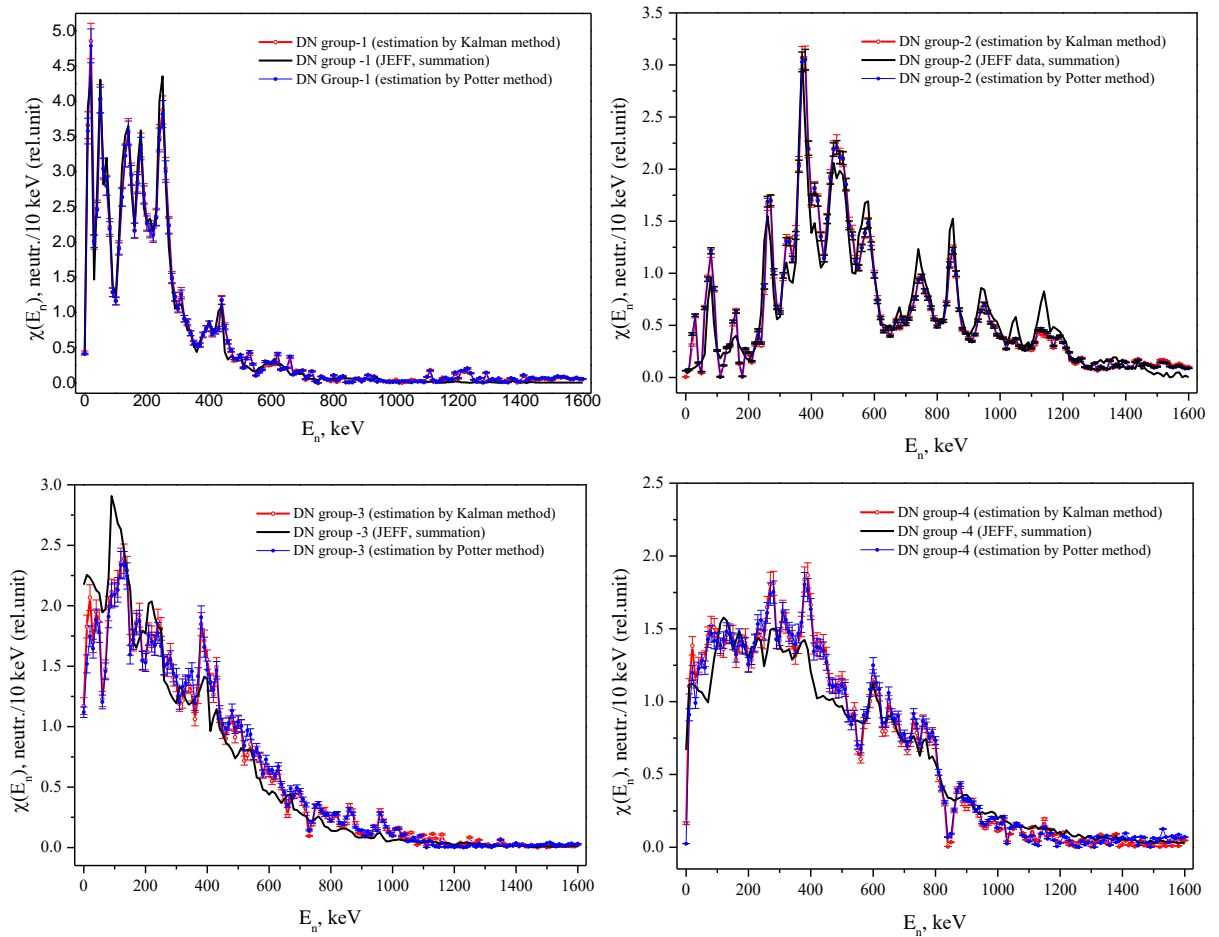 DN group-1 (estimation by Kalman method)
DN group -1 (JEFF, summation)
DN Group-1 (estimation by Potter method)
χ(Eₙ), neutr./10 keV (rel.unit)
5.0
4.5
4.0
3.5
3.0
2.5
2.0
1.5
1.0
0.5
0.0
0 200 400 600 800 1000 1200 1400 1600
Eₙ, keV
DN group-2 (estimation by Kalman method)
DN group-2 (JEFF data, summation)
DN group-2 (estimation by Potter method)
χ(Eₙ), neutr./10 keV (rel.unit)
3.5
3.0
2.5
2.0
1.5
1.0
0.5
0.0
0 200 400 600 800 1000 1200 1400 1600
Eₙ, keV
DN group-3 (estimation by Kalman method)
DN group -3 (JEFF, summation)
DN group-3 (estimation by Potter method)
χ(Eₙ), neutr./10 keV (rel.unit)
3.0
2.5
2.0
1.5
1.0
0.5
0.0
0 200 400 600 800 1000 1200 1400 1600
Eₙ, keV
DN group-4 (estimation by Kalman method)
DN group -4 (JEFF, summation)
DN group-4 (estimation by Potter method)
χ(Eₙ), neutr./10 keV (rel.unit)
2.5
2.0
1.5
1.0
0.5
0.0
0 200 400 600 800 1000 1200 1400 1600
Eₙ, keV